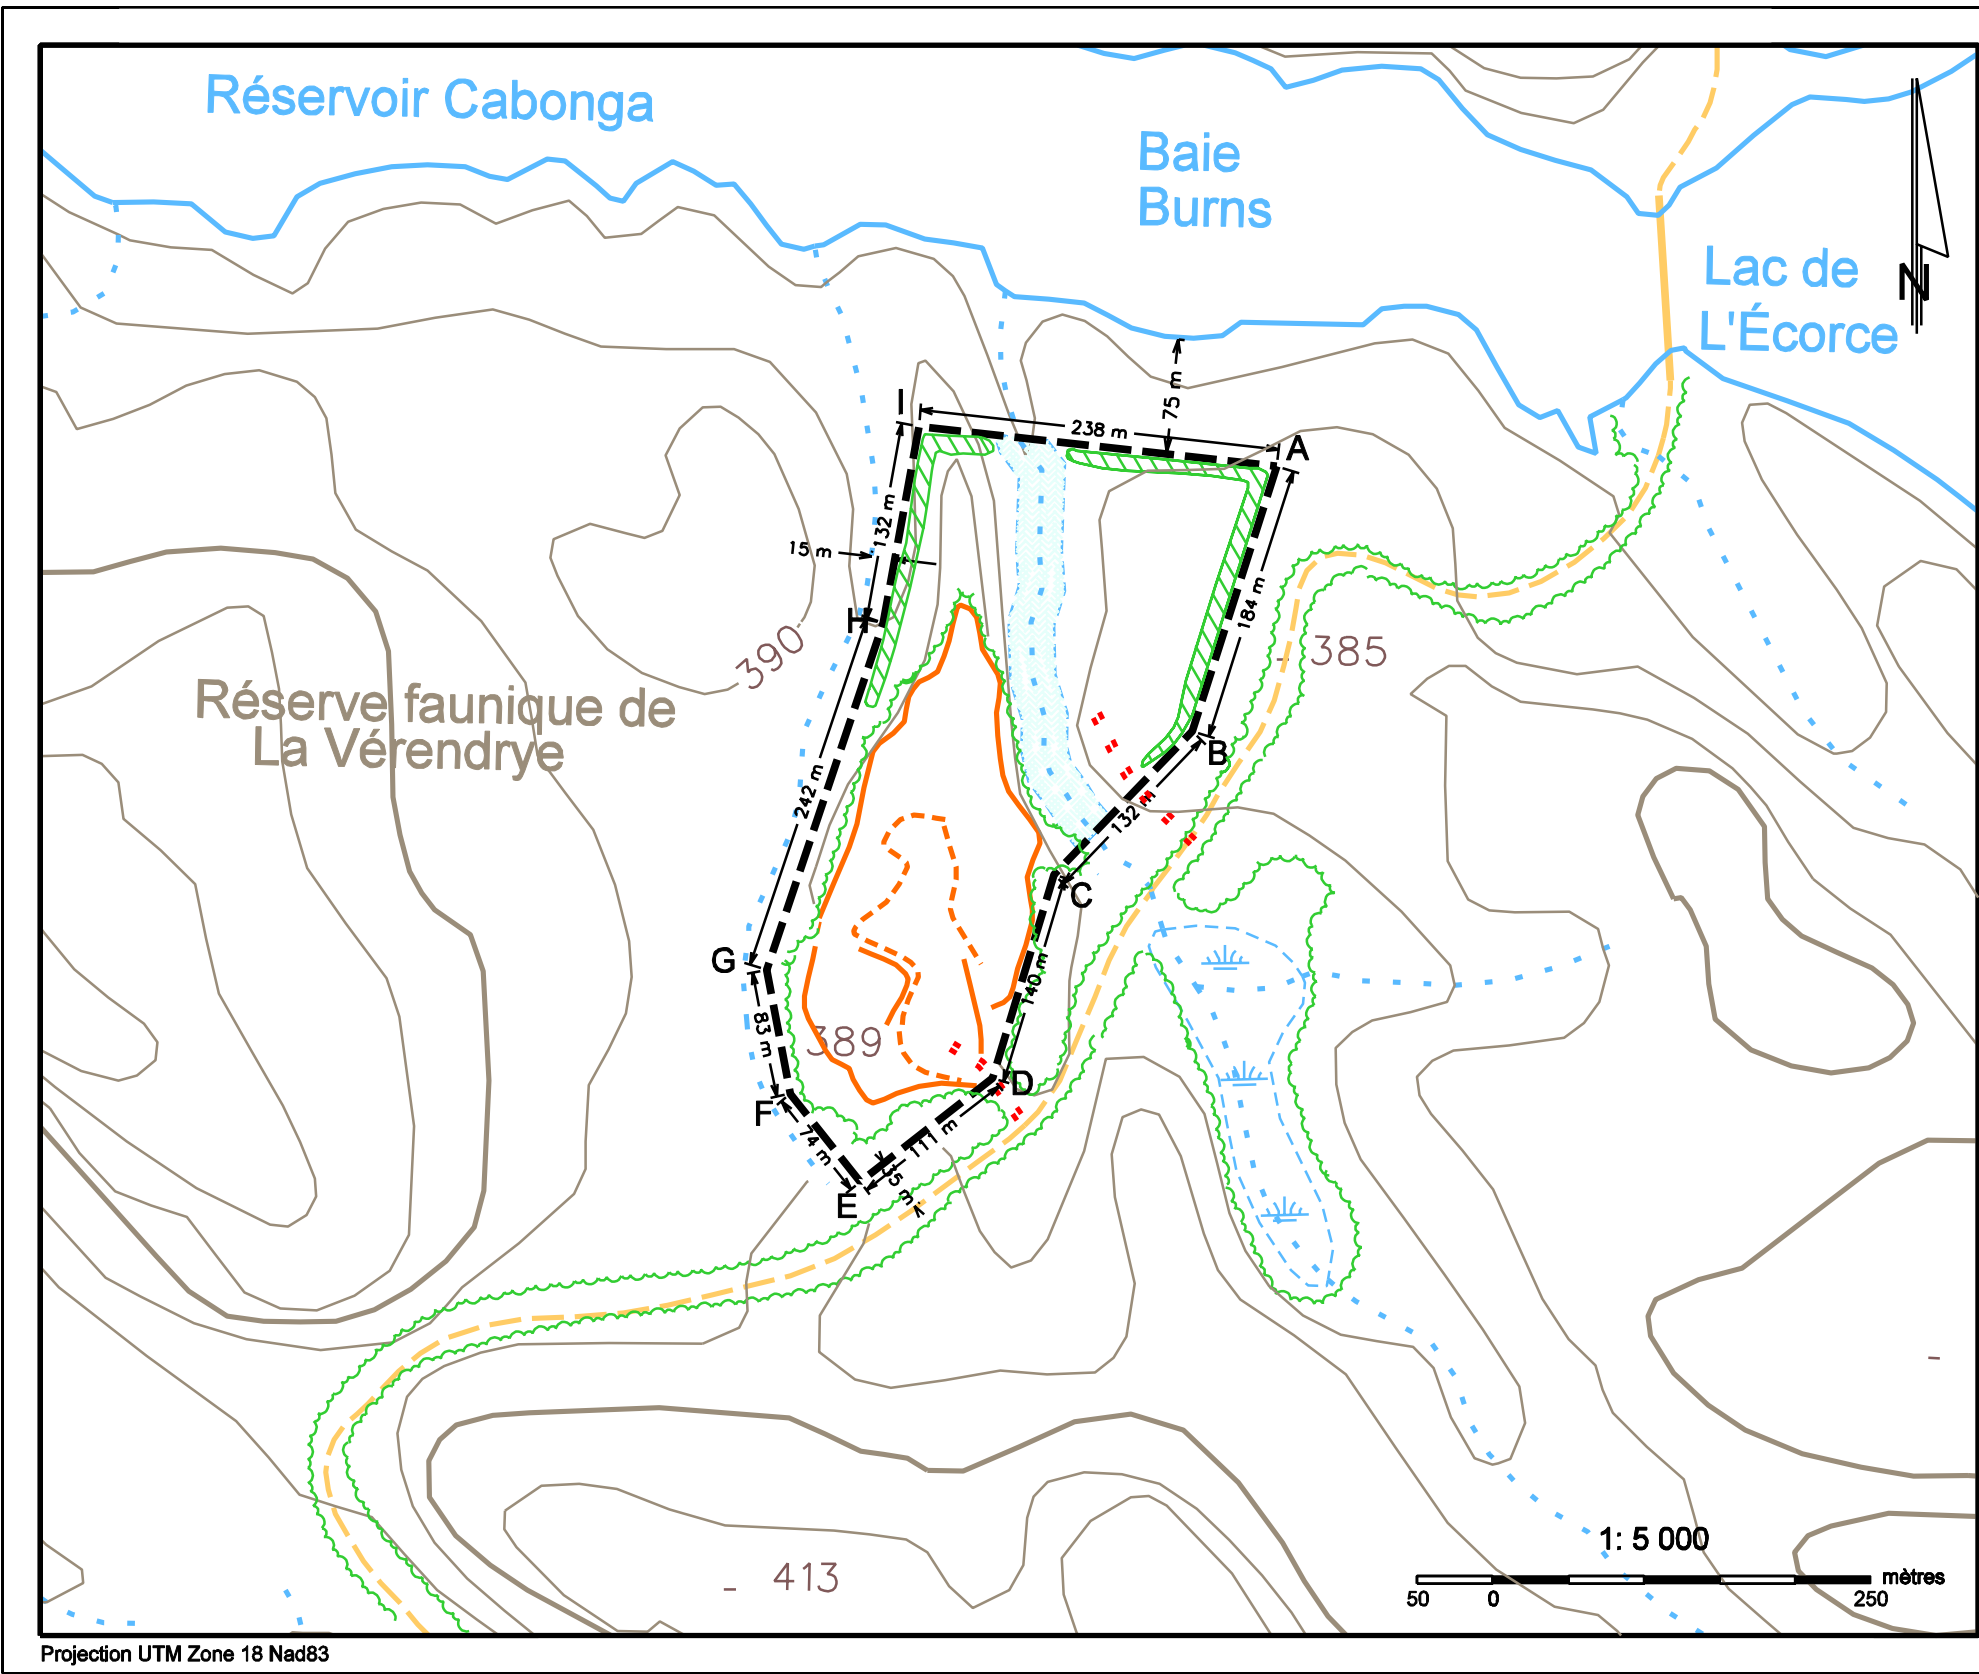 Réservoir Cabonga
Baie
Burns
Lac de
L'Écorce
N
I
238 m
75 m
A
132 m
15 m
H
184 m
390
385
Réserve faunique de
La Vérendrye
B
242 m
132 m
C
G
140 m
83 m
389
D
F
74 m
111 m
35 m
E
1: 5 000
mètres
50 0 250
413
Projection UTM Zone 18 Nad83